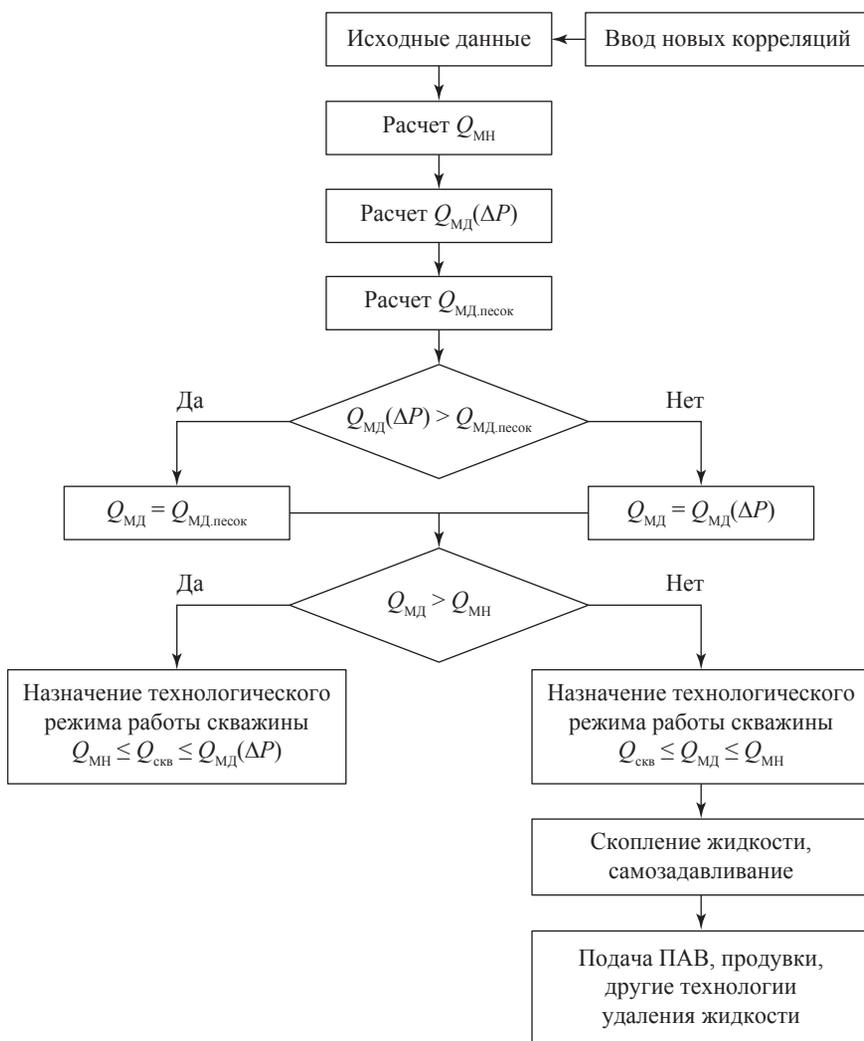 Исходные данные
Ввод новых корреляций
Расчет Q_МН
Расчет Q_МД(ΔP)
Расчет Q_МД.песок
Да
Нет
Q_МД(ΔP) > Q_МД.песок
Q_МД = Q_МД.песок
Q_МД = Q_МД(ΔP)
Да
Нет
Q_МД > Q_МН
Назначение технологического
режима работы скважины
Q_МН ≤ Q_скв ≤ Q_МД(ΔP)
Назначение технологического
режима работы скважины
Q_скв ≤ Q_МД ≤ Q_МН
Скопление жидкости,
самозадавливание
Подача ПАВ, продувки,
другие технологии
удаления жидкости